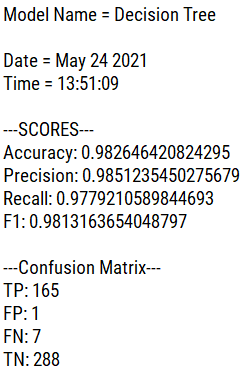 Model Name = Decision Tree
Date = May 24 2021
Time = 13:51:09
---SCORES---
Accuracy: 0.982646420824295
Precision: 0.9851235450275679
Recall: 0.9779210589844693
F1: 0.9813163654048797
---Confusion Matrix---
TP: 165
FP: 1
FN: 7
TN: 288